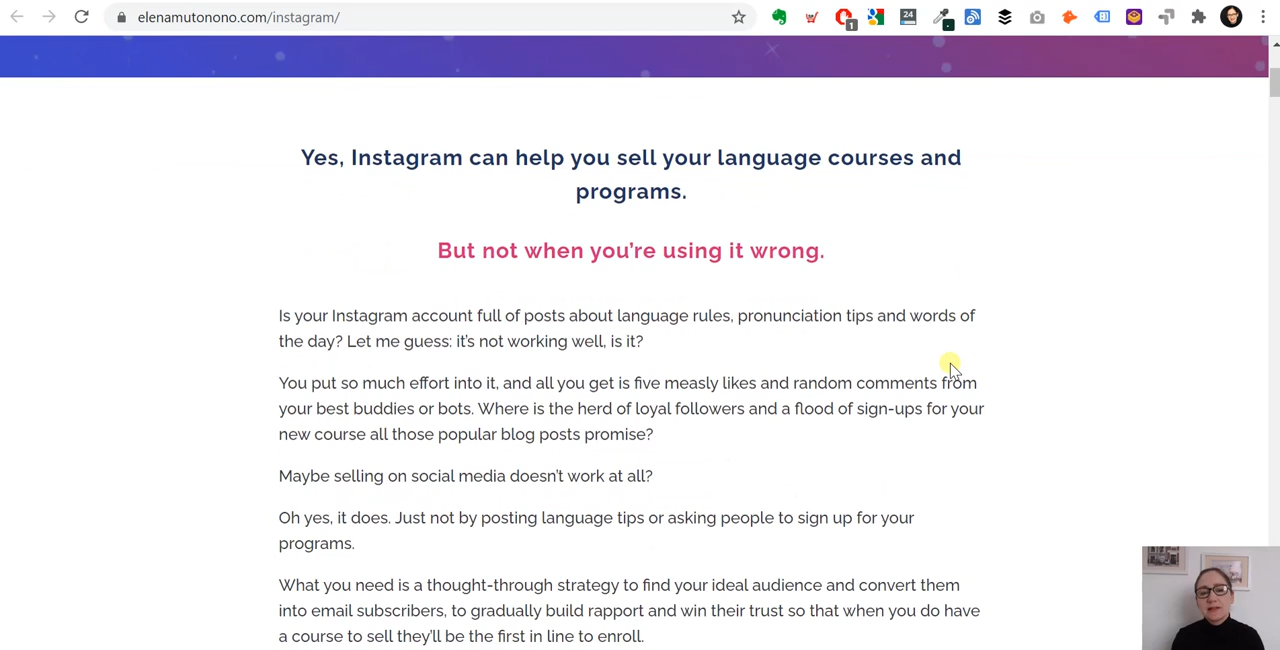 elenamutonono.com/instagram/
1
24
Yes, Instagram can help you sell your language courses and
programs.
But not when you’re using it wrong.
Is your Instagram account full of posts about language rules, pronunciation tips and words of
the day? Let me guess: it’s not working well, is it?
You put so much effort into it, and all you get is five measly likes and random comments from
your best buddies or bots. Where is the herd of loyal followers and a flood of sign-ups for your
new course all those popular blog posts promise?
Maybe selling on social media doesn’t work at all?
Oh yes, it does. Just not by posting language tips or asking people to sign up for your
programs.
What you need is a thought-through strategy to find your ideal audience and convert them
into email subscribers, to gradually build rapport and win their trust so that when you do have
a course to sell they’ll be the first in line to enroll.